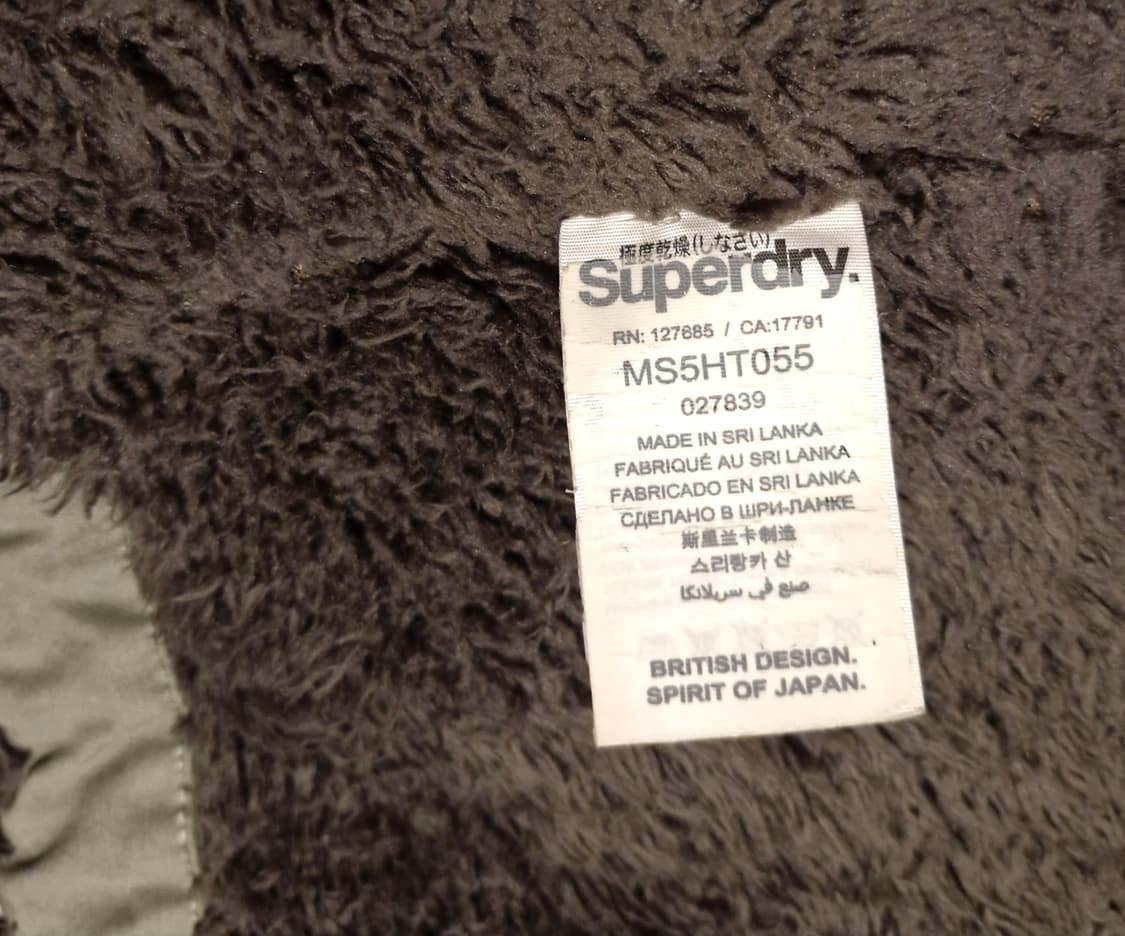 極度乾燥(しなさい)
Superdry.
RN: 127685 / CA:17791
MS5HT055
027839
MADE IN SRI LANKA
FABRIQUÉ AU SRI LANKA
FABRICADO EN SRI LANKA
СДЕЛАНО В ШРИ-ЛАНКЕ
斯里兰卡制造
스리랑카 산
صنع في سريلانكا
BRITISH DESIGN.
SPIRIT OF JAPAN.